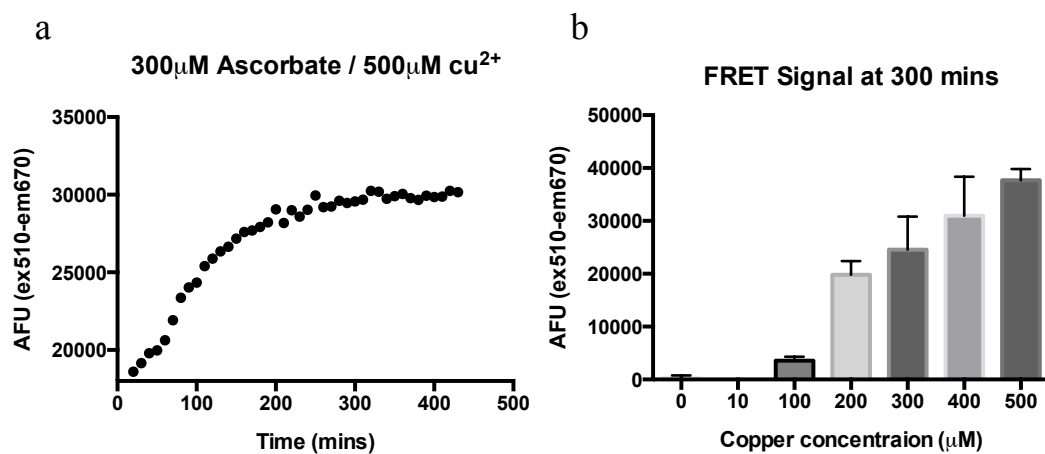 a
300μM Ascorbate / 500μM cu²⁺
35000
30000
25000
20000
AFU (ex510-em670)
0
100
200
300
400
500
Time (mins)
b
FRET Signal at 300 mins
50000
40000
30000
20000
10000
0
AFU (ex510-em670)
0
10
100
200
300
400
500
Copper concentraion (μM)